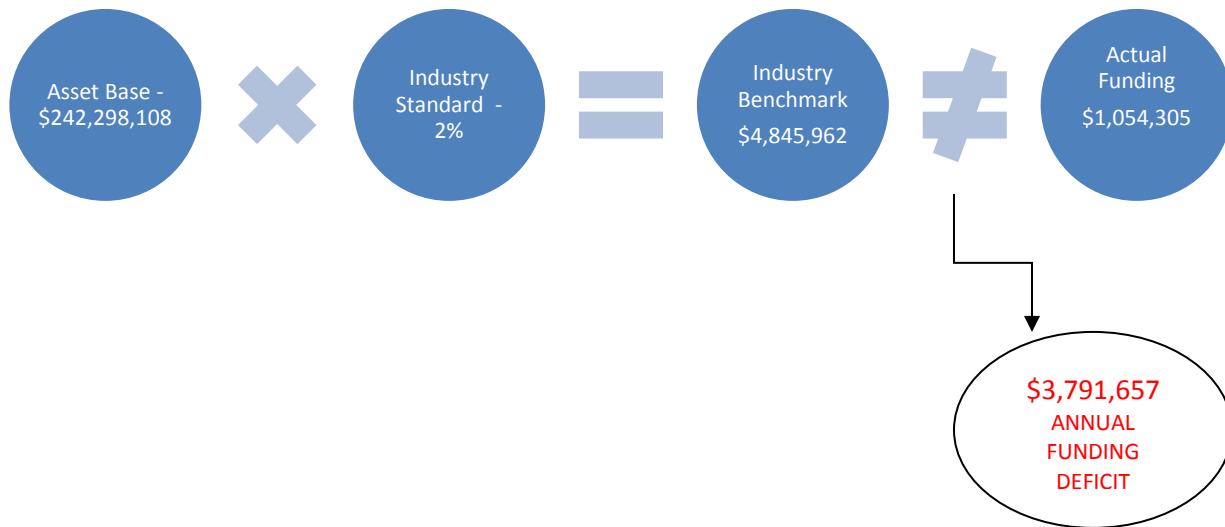 Asset Base -
$242,298,108
Industry
Standard -
2%
Industry
Benchmark
$4,845,962
Actual
Funding
$1,054,305
$3,791,657
ANNUAL
FUNDING
DEFICIT